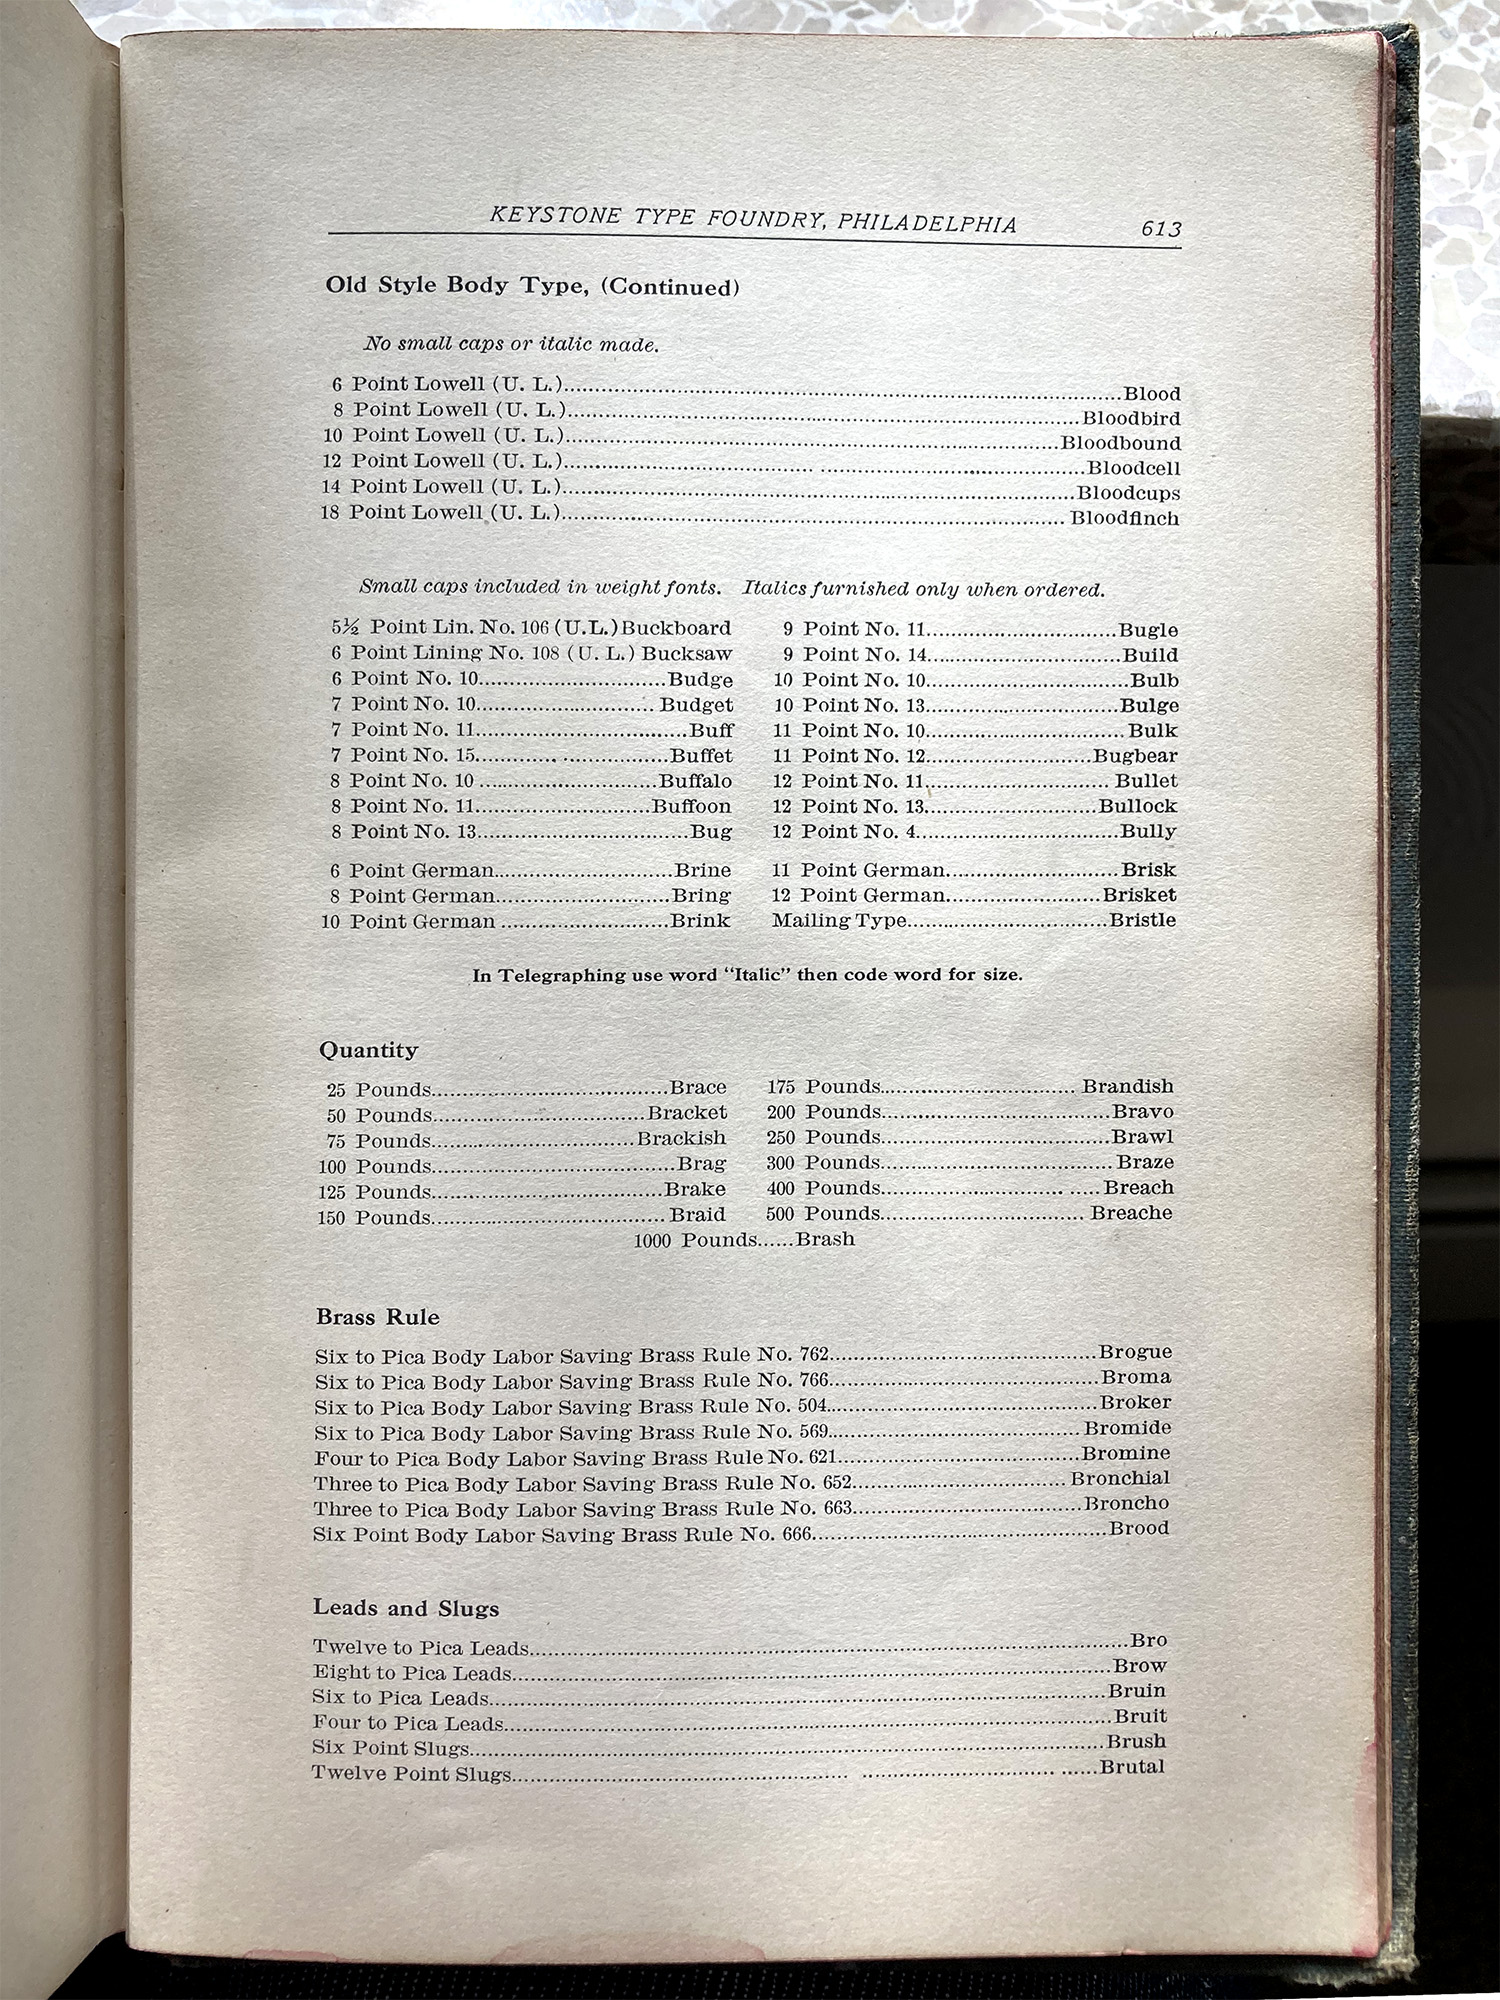 KEYSTONE TYPE FOUNDRY, PHILADELPHIA 613
Old Style Body Type, (Continued)
No small caps or italic made.
6 Point Lowell (U. L.)..........Blood
8 Point Lowell (U. L.)..........Bloodbird
10 Point Lowell (U. L.)..........Bloodbound
12 Point Lowell (U. L.)..........Bloodcell
14 Point Lowell (U. L.)..........Bloodcups
18 Point Lowell (U. L.)..........Bloodfinch
Small caps included in weight fonts. Italics furnished only when ordered.
5½ Point Lin. No. 106 (U.L.) Buckboard
6 Point Lining No. 108 (U. L.) Bucksaw
6 Point No. 10..........Budge
7 Point No. 10..........Budget
7 Point No. 11..........Buff
7 Point No. 15..........Buffet
8 Point No. 10..........Buffalo
8 Point No. 11..........Buffoon
8 Point No. 13..........Bug
9 Point No. 11..........Bugle
9 Point No. 14..........Build
10 Point No. 10..........Bulb
10 Point No. 13..........Bulge
11 Point No. 10..........Bulk
11 Point No. 12..........Bugbear
12 Point No. 11..........Bullet
12 Point No. 13..........Bullock
12 Point No. 4..........Bully
6 Point German..........Brine
8 Point German..........Bring
10 Point German..........Brink
11 Point German..........Brisk
12 Point German..........Brisket
Mailing Type..........Bristle
In Telegraphing use word "Italic" then code word for size.
Quantity
25 Pounds..........Brace
50 Pounds..........Bracket
75 Pounds..........Brackish
100 Pounds..........Brag
125 Pounds..........Brake
150 Pounds..........Braid
175 Pounds..........Brandish
200 Pounds..........Bravo
250 Pounds..........Brawl
300 Pounds..........Braze
400 Pounds..........Breach
500 Pounds..........Breache
1000 Pounds......Brash
Brass Rule
Six to Pica Body Labor Saving Brass Rule No. 762..........Brogue
Six to Pica Body Labor Saving Brass Rule No. 766..........Broma
Six to Pica Body Labor Saving Brass Rule No. 504..........Broker
Six to Pica Body Labor Saving Brass Rule No. 569..........Bromide
Four to Pica Body Labor Saving Brass Rule No. 621..........Bromine
Three to Pica Body Labor Saving Brass Rule No. 652..........Bronchial
Three to Pica Body Labor Saving Brass Rule No. 663..........Broncho
Six Point Body Labor Saving Brass Rule No. 666..........Brood
Leads and Slugs
Twelve to Pica Leads..........Bro
Eight to Pica Leads..........Brow
Six to Pica Leads..........Bruin
Four to Pica Leads..........Bruit
Six Point Slugs..........Brush
Twelve Point Slugs..........Brutal